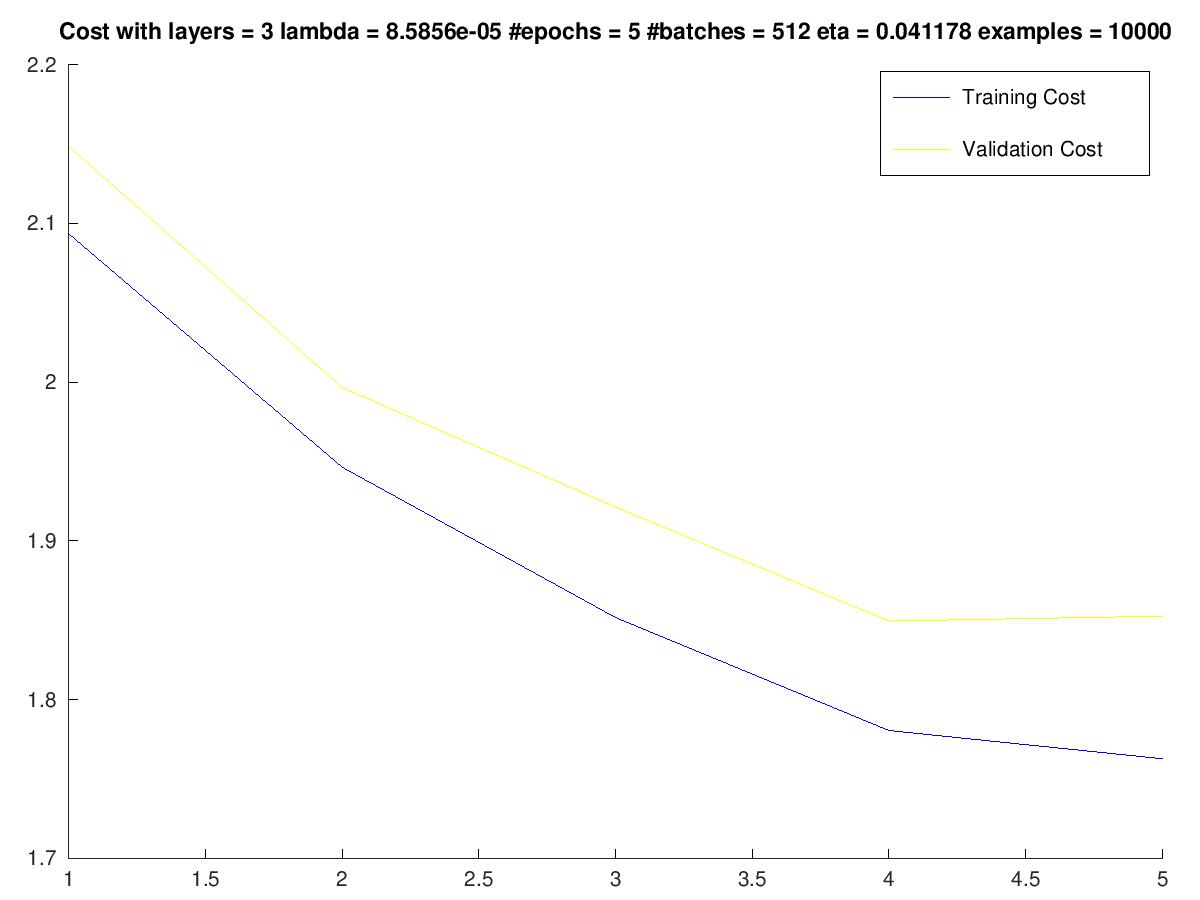 Cost with layers = 3 lambda = 8.5856e-05 #epochs = 5 #batches = 512 eta = 0.041178 examples = 10000
Training Cost
Validation Cost
2.2
2.1
2
1.9
1.8
1.7
1 1.5 2 2.5 3 3.5 4 4.5 5